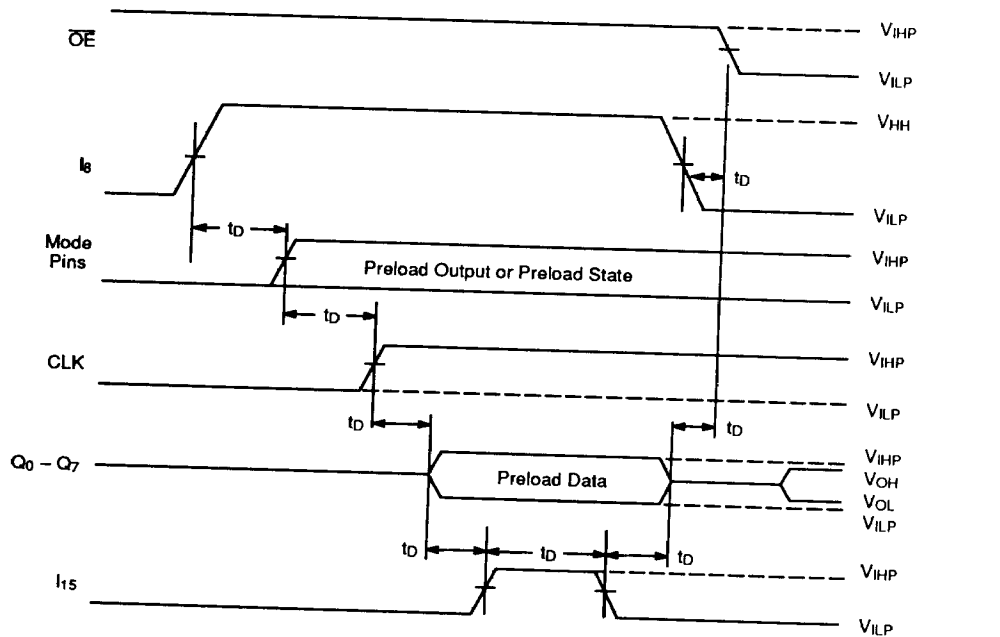 OE
VIHP
VILP
VHH
I8
tD
VILP
tD
Mode
Pins
Preload Output or Preload State
VIHP
VILP
tD
CLK
VIHP
VILP
tD
tD
Q0 – Q7
Preload Data
VIHP
VOH
VOL
VILP
tD
tD
tD
I15
VIHP
VILP